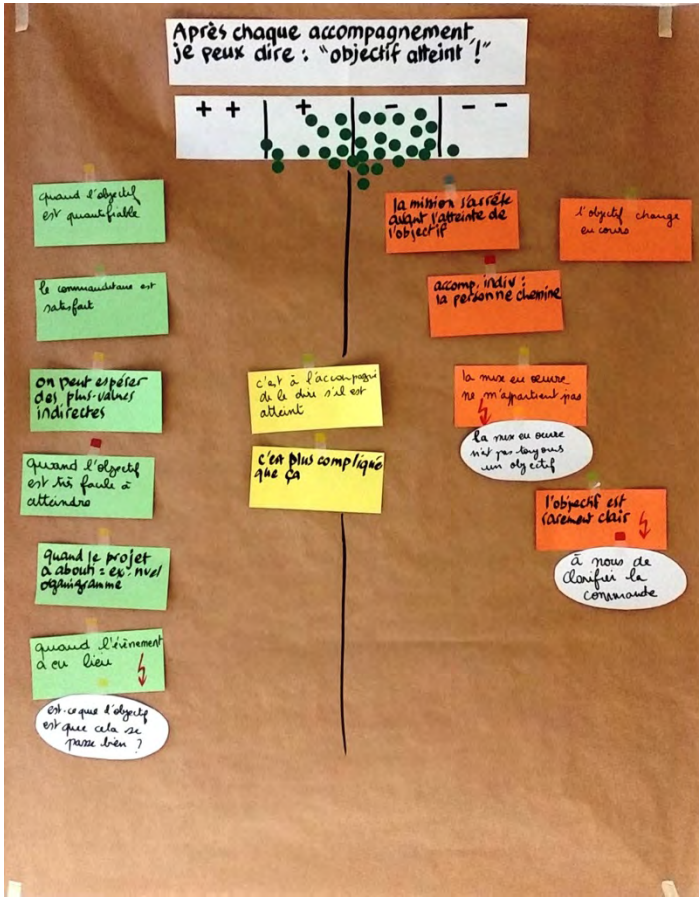 Après chaque accompagnement,
je peux dire : "objectif atteint !"
+ + + - - -
quand l'objectif
est quantifiable
le commanditaire est
satisfait
on peut espérer
des plus-values
indirectes
quand l'objectif
est très facile à
atteindre
quand le projet
a abouti = ex: nvel
organigramme
quand l'évènement
a eu lieu
est-ce que l'objectif
est que cela se
passe bien ?
c'est à l'accompagné
de le dire s'il est
atteint
c'est plus compliqué
que ça
la mission s'arrête
avant l'atteinte de
l'objectif
l'objectif change
en cours
accomp. indiv :
la personne chemine
la mise en oeuvre
ne m'appartient pas
la mise en oeuvre
n'est pas toujours
un objectif
l'objectif est
rarement clair
à nous de
clarifier la
commande